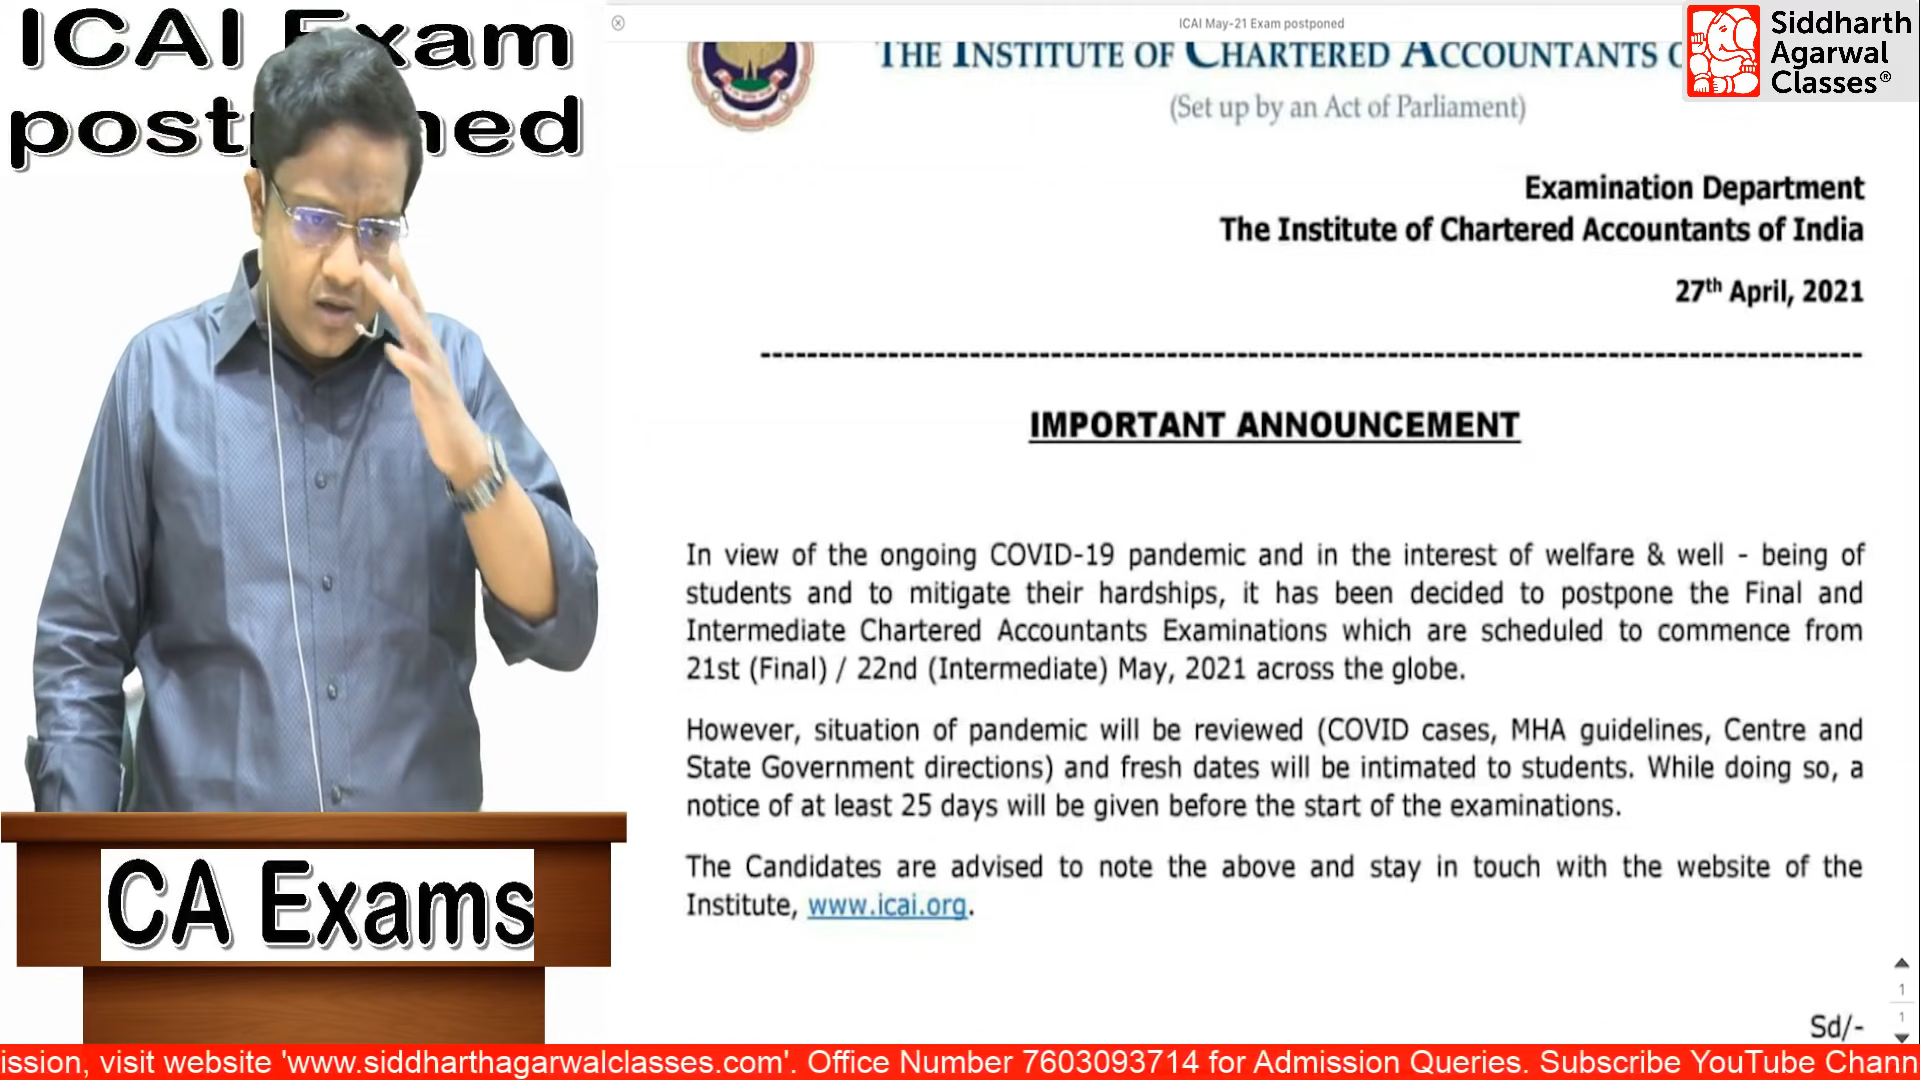 ICAI Exam
ICAI May-21 Exam postponed
THE INSTITUTE OF CHARTERED ACCOUNTANTS
(Set up by an Act of Parliament)
Siddharth
Agarwal
Classes®
Examination Department
The Institute of Chartered Accountants of India
27th April, 2021
IMPORTANT ANNOUNCEMENT
In view of the ongoing COVID-19 pandemic and in the interest of welfare & well - being of
students and to mitigate their hardships, it has been decided to postpone the Final and
Intermediate Chartered Accountants Examinations which are scheduled to commence from
21st (Final) / 22nd (Intermediate) May, 2021 across the globe.
However, situation of pandemic will be reviewed (COVID cases, MHA guidelines, Centre and
State Government directions) and fresh dates will be intimated to students. While doing so, a
notice of at least 25 days will be given before the start of the examinations.
The Candidates are advised to note the above and stay in touch with the website of the
Institute, www.icai.org.
Sd/-
1
1
CA Exams
ission, visit website 'www.siddharthagarwalclasses.com'. Office Number 7603093714 for Admission Queries. Subscribe YouTube Chann